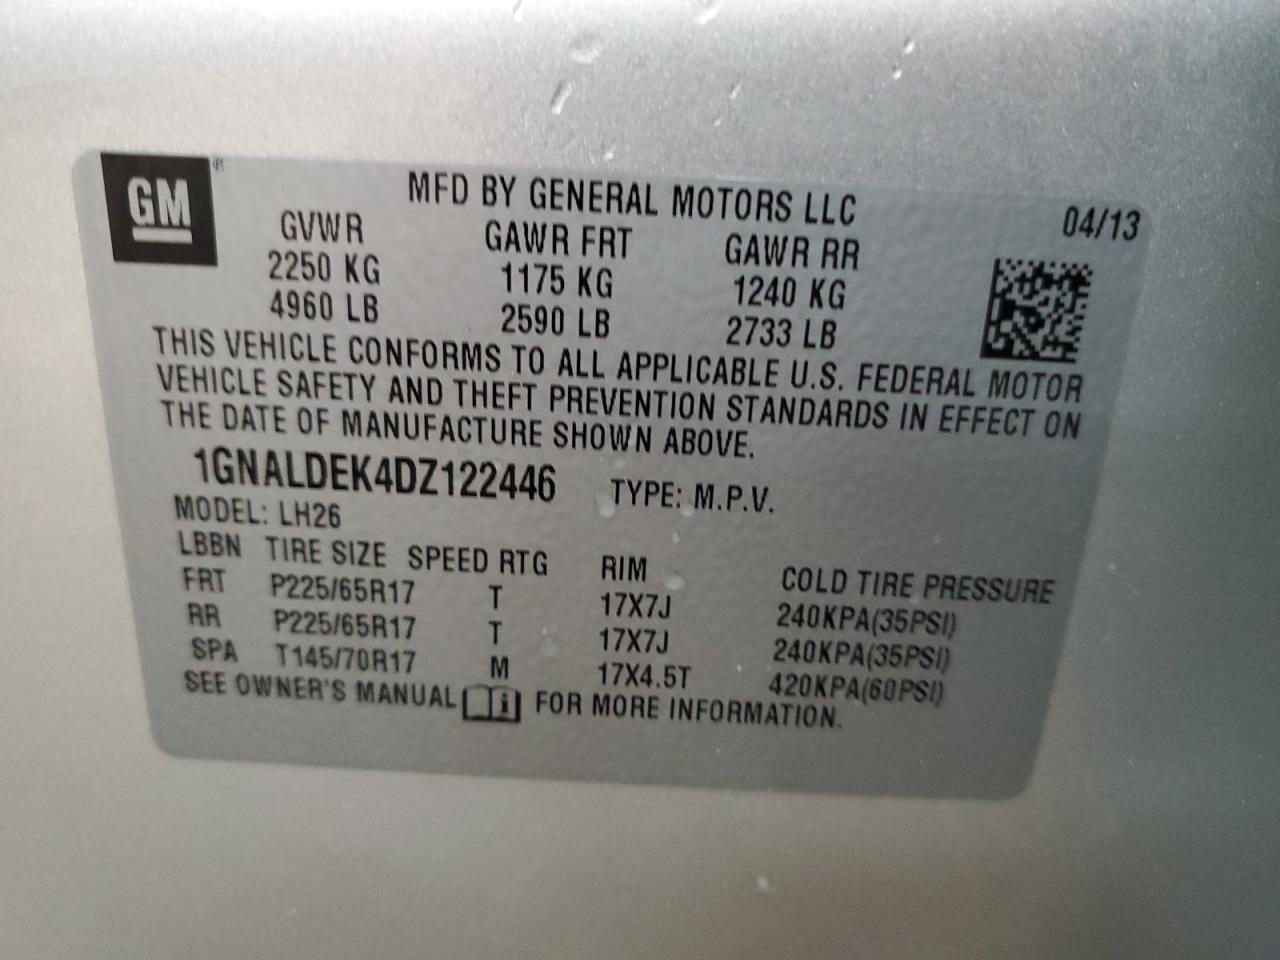 GM
MFD BY GENERAL MOTORS LLC 04/13
GVWR GAWR FRT GAWR RR
2250 KG 1175 KG 1240 KG
4960 LB 2590 LB 2733 LB
THIS VEHICLE CONFORMS TO ALL APPLICABLE U.S. FEDERAL MOTOR
VEHICLE SAFETY AND THEFT PREVENTION STANDARDS IN EFFECT ON
THE DATE OF MANUFACTURE SHOWN ABOVE.
1GNALDEK4DZ122446 TYPE: M.P.V.
MODEL: LH26
LBBN TIRE SIZE SPEED RTG RIM COLD TIRE PRESSURE
FRT P225/65R17 T 17X7J 240KPA(35PSI)
RR P225/65R17 T 17X7J 240KPA(35PSI)
SPA T145/70R17 M 17X4.5T 420KPA(60PSI)
SEE OWNER'S MANUAL FOR MORE INFORMATION.